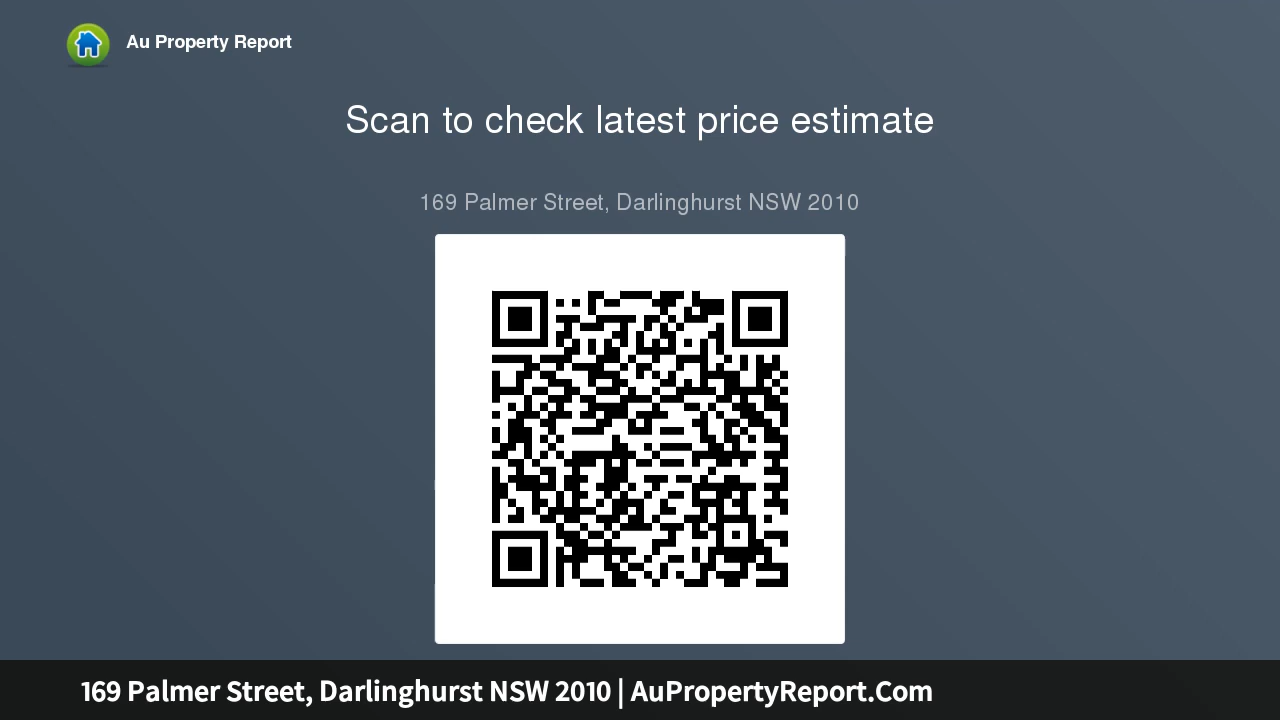 Au Property Report
Scan to check latest price estimate
169 Palmer Street, Darlinghurst NSW 2010
169 Palmer Street, Darlinghurst NSW 2010 | AuPropertyReport.Com